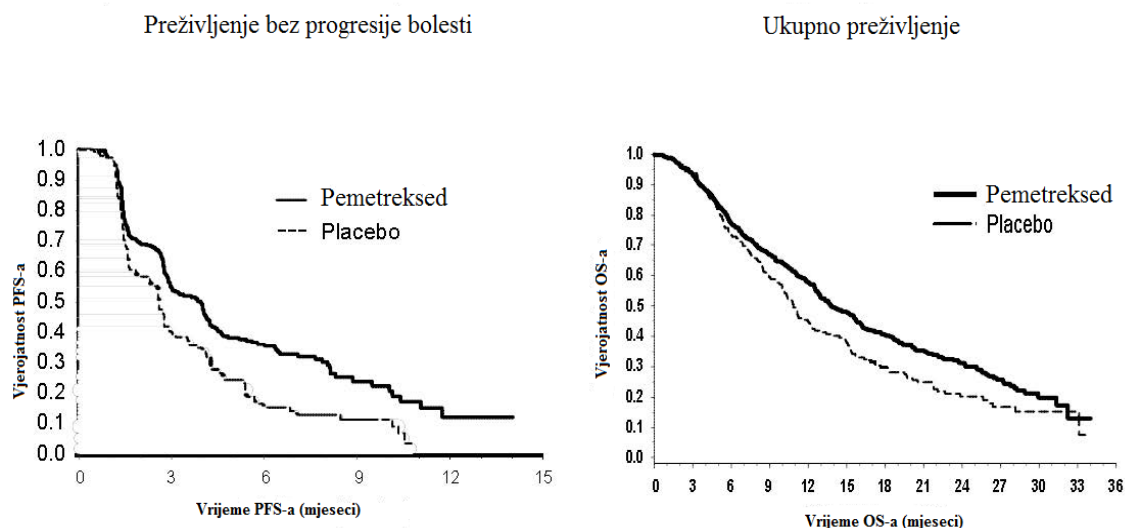 Preživljenje bez progresije bolesti
Vjerojatnost PFS-a
1.0
0.9
0.8
0.7
0.6
0.5
0.4
0.3
0.2
0.1
0.0
Pemetreksed
Placebo
0 3 6 9 12 15
Vrijeme PFS-a (mjeseci)
Ukupno preživljenje
Vjerojatnost OS-a
1.0
0.9
0.8
0.7
0.6
0.5
0.4
0.3
0.2
0.1
0.0
Pemetreksed
Placebo
0 3 6 9 12 15 18 21 24 27 30 33 36
Vrijeme OS-a (mjeseci)